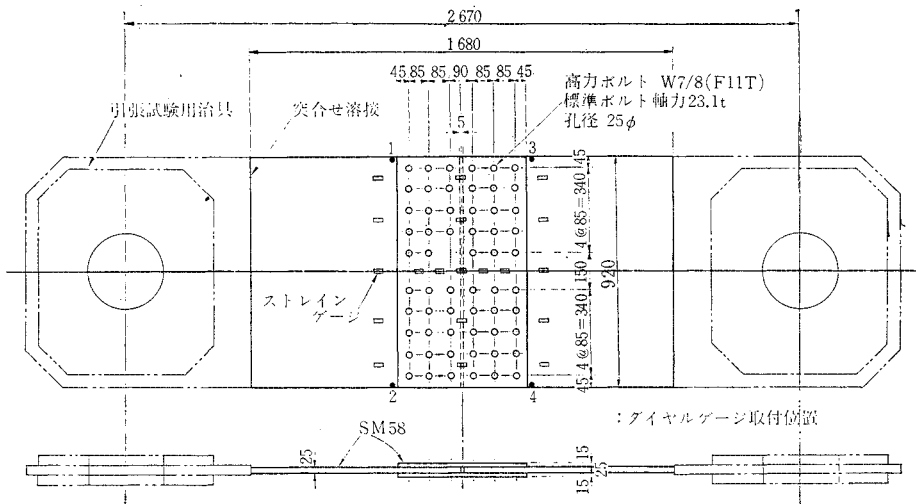 2670
1680
45 85 85 90 85 85 45
5
高力ボルト W7/8(F11T)
標準ボルト軸力23.1t
孔径 25φ
引張試験用治具
突合せ溶接
1
3
45
4@85=340
150
920
4@85=340
45
ストレイン
ゲージ
2
4
:ダイヤルゲージ取付位置
SM58
25
15
25
15